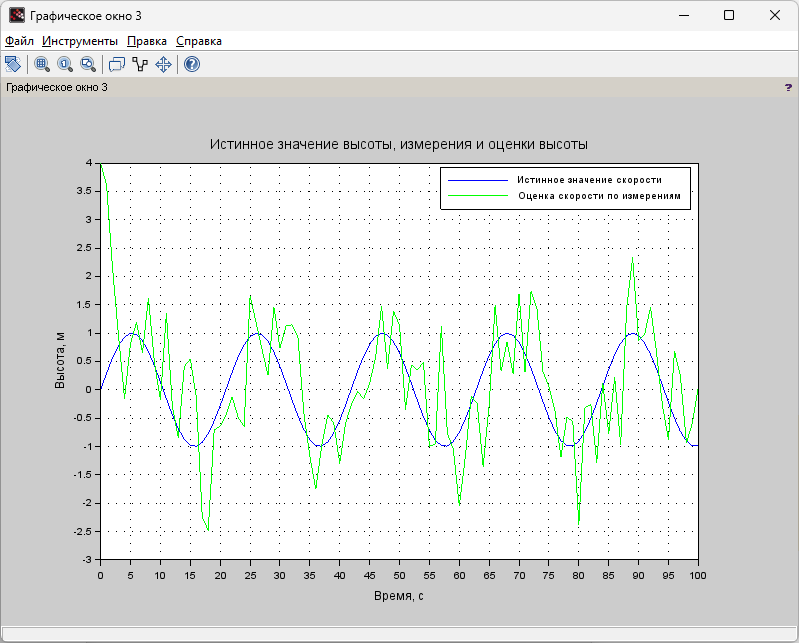 Графическое окно 3
Файл Инструменты Правка Справка
Графическое окно 3 ?
Истинное значение высоты, измерения и оценки высоты
Истинное значение скорости
Оценка скорости по измерениям
Высота, м
4
3.5
3
2.5
2
1.5
1
0.5
0
-0.5
-1
-1.5
-2
-2.5
-3
0 5 10 15 20 25 30 35 40 45 50 55 60 65 70 75 80 85 90 95 100
Время, с